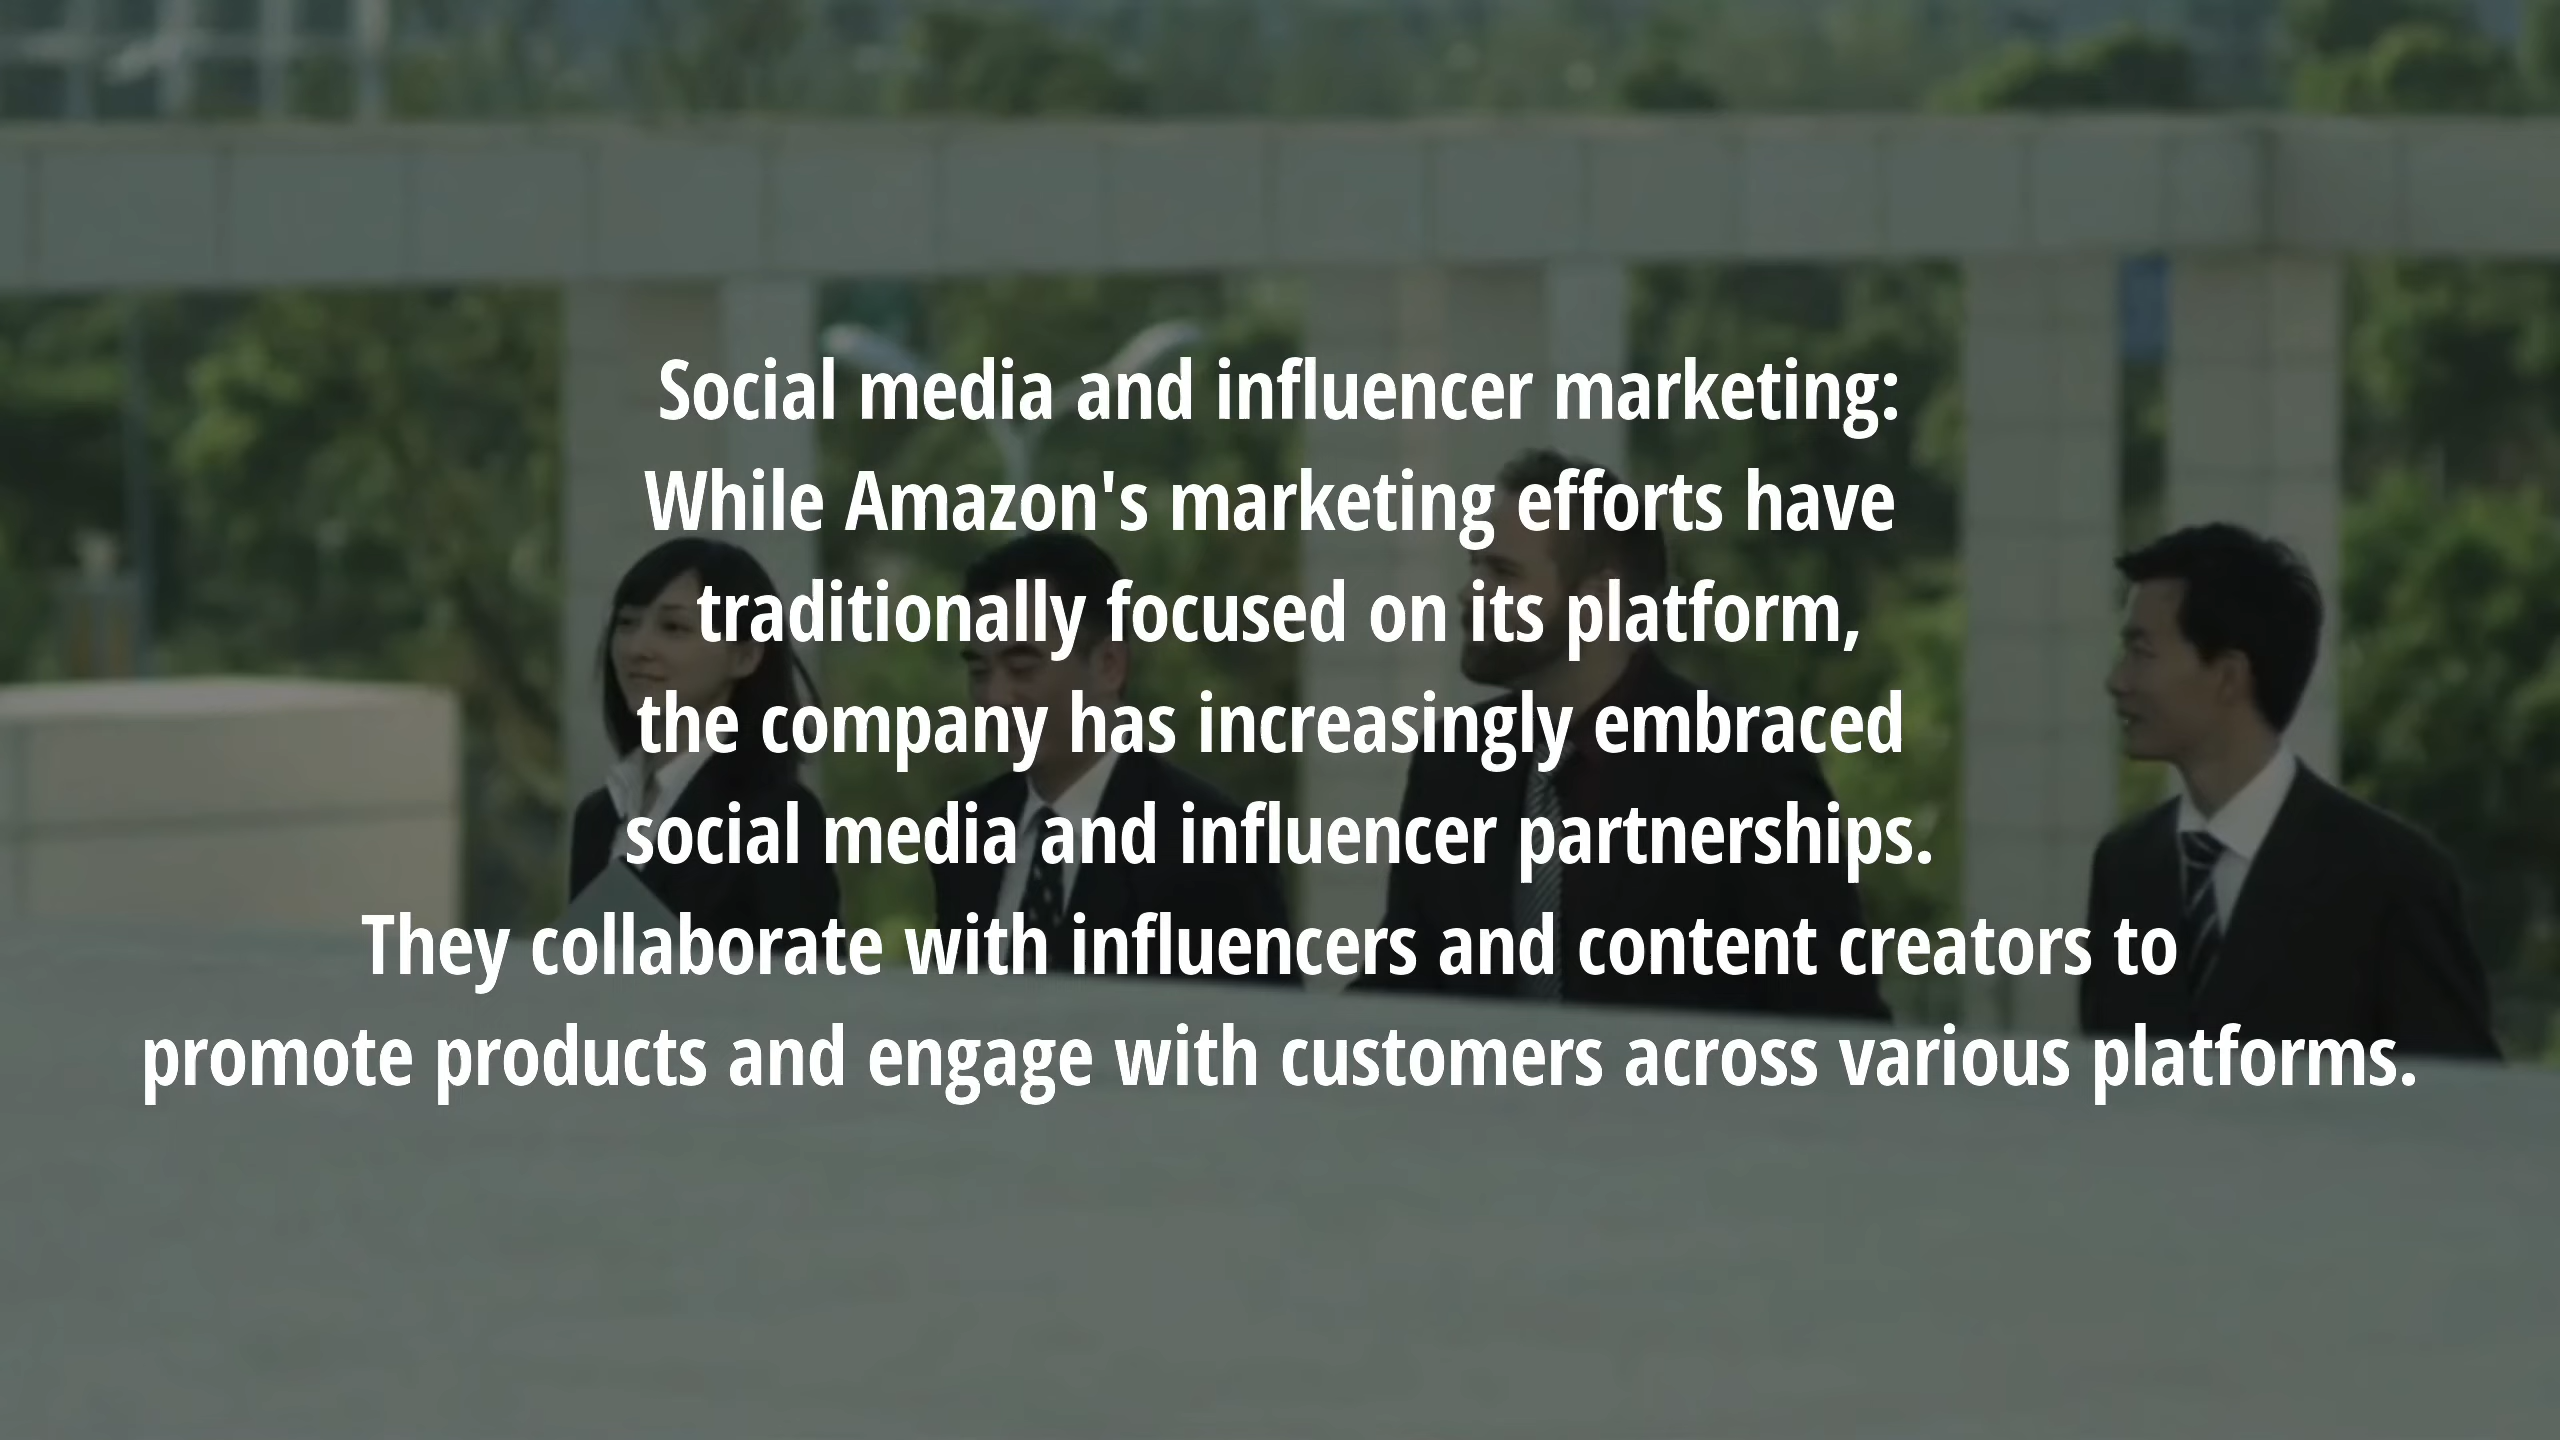 Social media and influencer marketing:
While Amazon's marketing efforts have
traditionally focused on its platform,
the company has increasingly embraced
social media and influencer partnerships.
They collaborate with influencers and content creators to
promote products and engage with customers across various platforms.